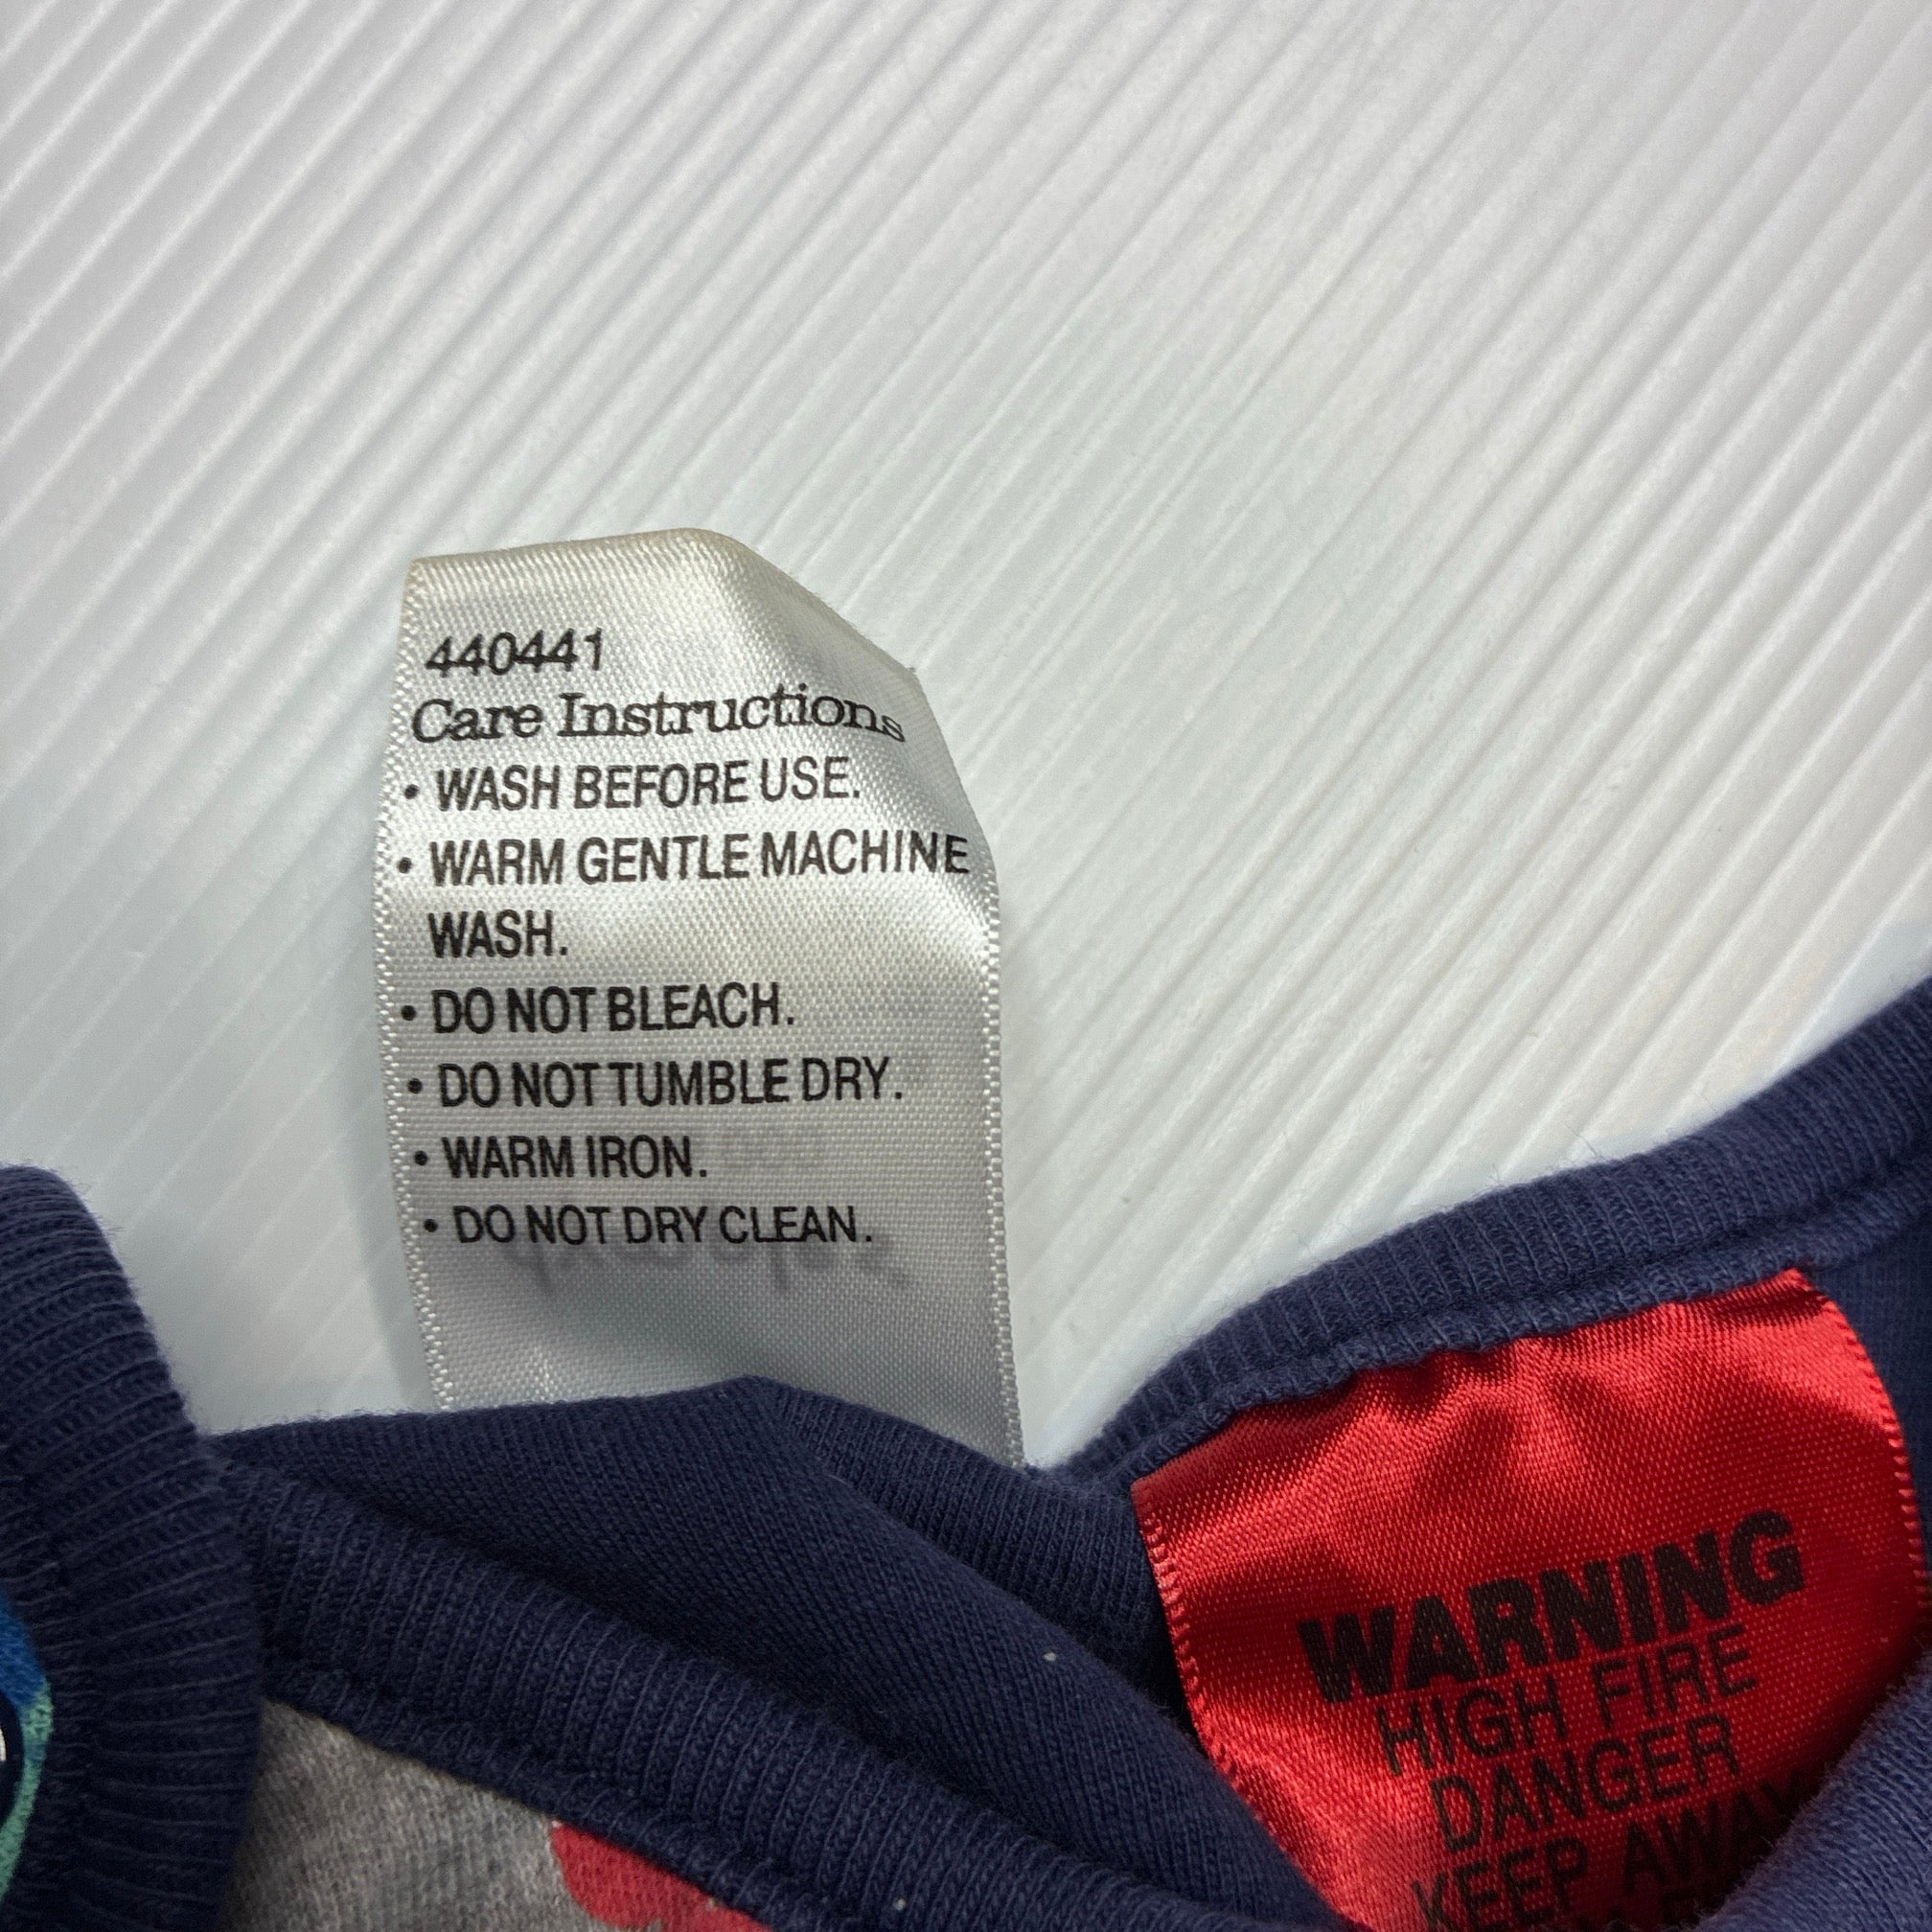 440441
Care Instructions
• WASH BEFORE USE.
• WARM GENTLE MACHINE
WASH.
• DO NOT BLEACH.
• DO NOT TUMBLE DRY.
• WARM IRON.
• DO NOT DRY CLEAN.
WARNING
HIGH FIRE
DANGER
KEEP AWAY